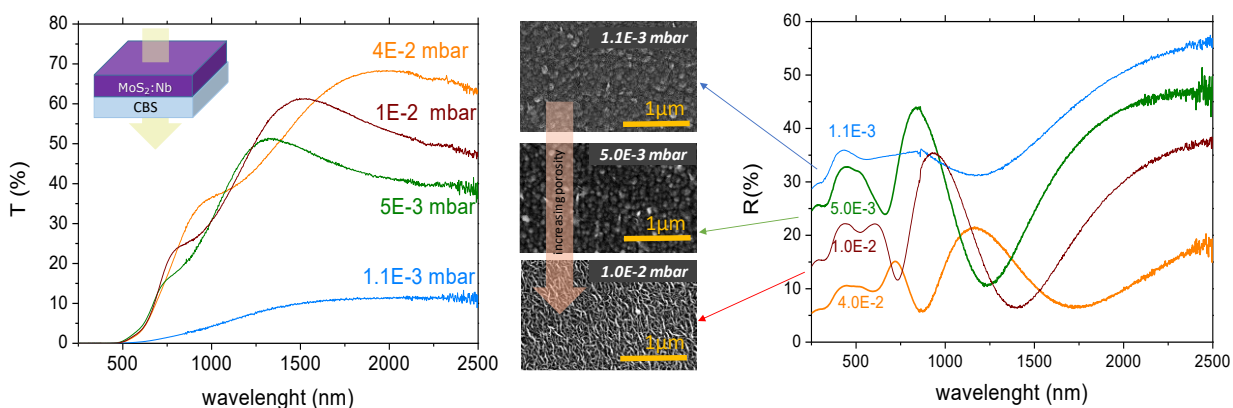 80
70
60
50
40
30
20
10
0
T (%)
500
1000
1500
2000
2500
wavelenght (nm)
MoS2:Nb
CBS
4E-2 mbar
1E-2 mbar
5E-3 mbar
1.1E-3 mbar
1.1E-3 mbar
1μm
5.0E-3 mbar
1μm
1.0E-2 mbar
1μm
increasing porosity
60
50
40
30
20
10
0
R(%)
1.1E-3
5.0E-3
1.0E-2
4.0E-2
500
1000
1500
2000
2500
wavelenght (nm)